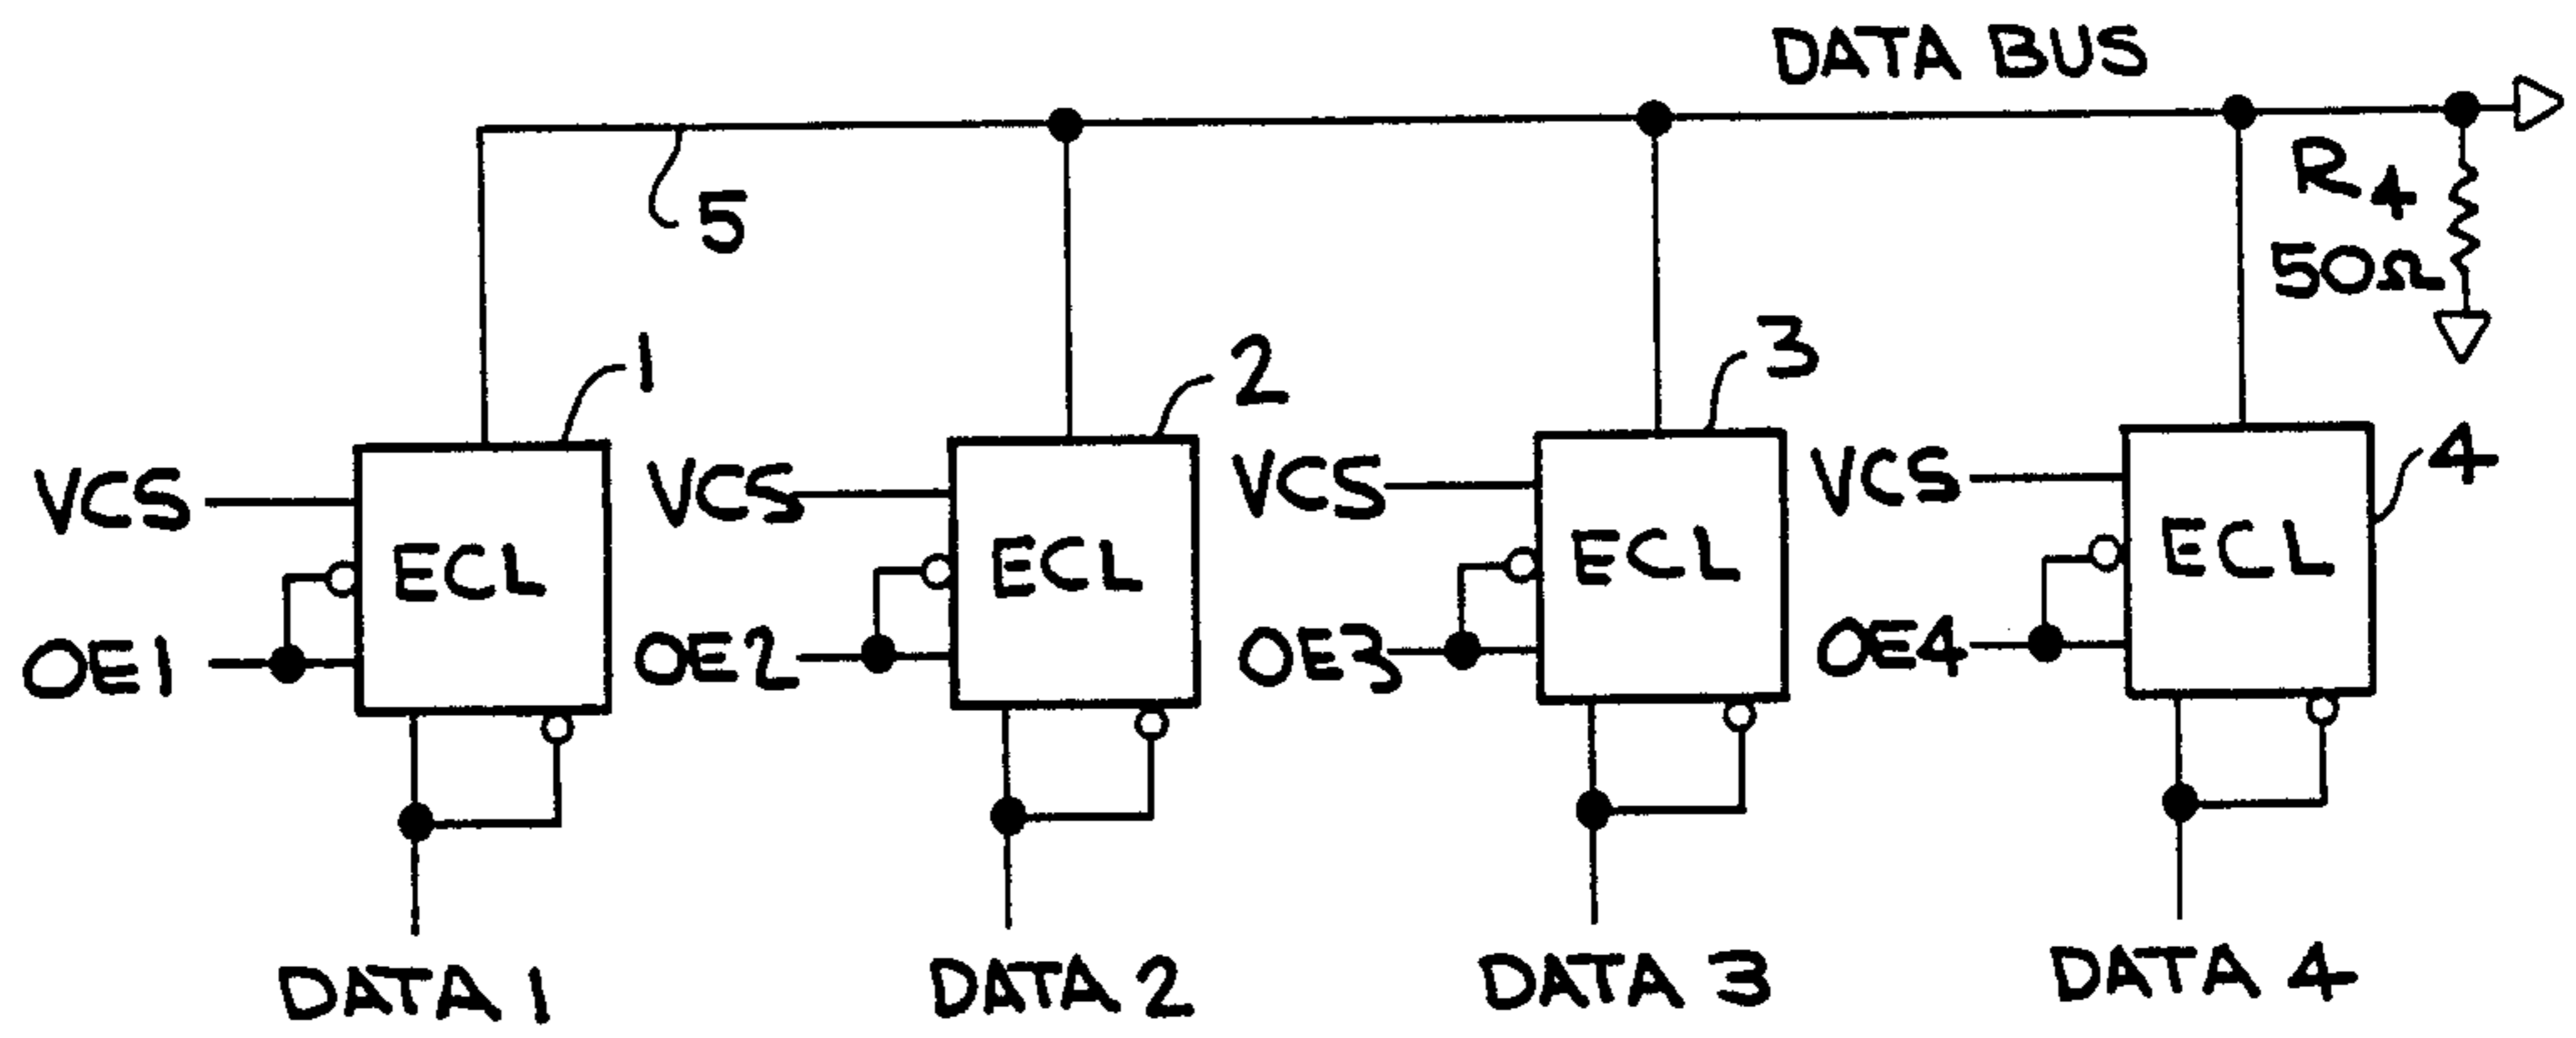 DATA BUS
5
R4
50Ω
1
2
3
4
VCS
VCS
VCS
VCS
ECL
ECL
ECL
ECL
OE1
OE2
OE3
OE4
DATA 1
DATA 2
DATA 3
DATA 4